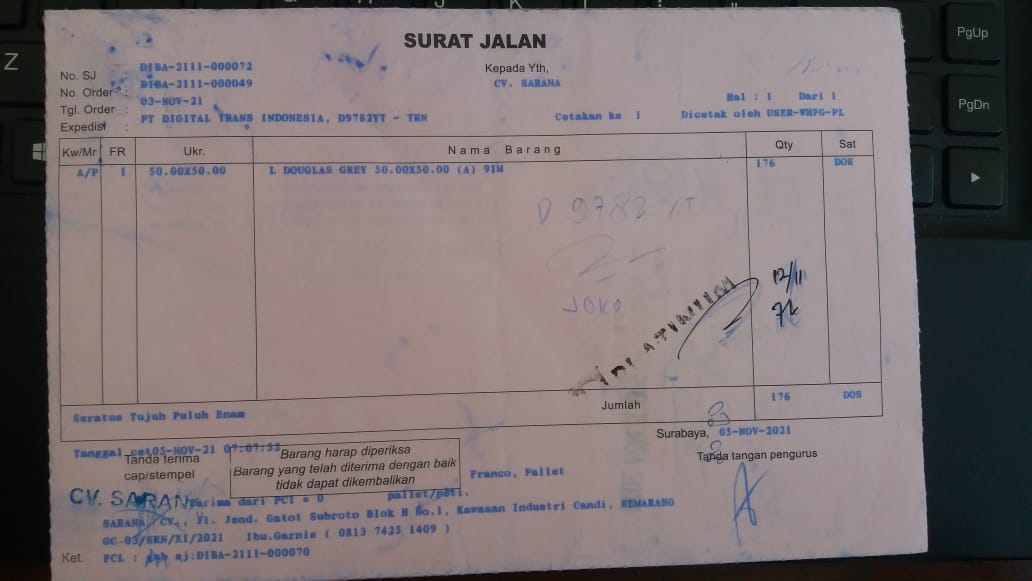 SURAT JALAN
No. SJ : DIBA-2111-000072
No. Order : DIBA-2111-000049
Tgl. Order : 03-NOV-21
Expedisi : PT DIGITAL TRANS INDONESIA, D9782YT - TRN
Kepada Yth,
CV. SARANA
Hal : 1 Dari 1
Cetakan ke 1 Dicetak oleh USER-WHFG-PL
Kw/Mr FR Ukr. Nama Barang Qty Sat
A/P 1 50.00X50.00 1. DOUGLAS GREY 50.00X50.00 (A) 91M 176 DOS
D 9782 YT
JOKO
12/11
Seratus Tujuh Puluh Enam
Jumlah 176 DOS
Surabaya, 05-NOV-2021
Tanda tangan pengurus
Tanggal cet 05-NOV-21 07:07:52
Tanda terima
cap/stempel
Barang harap diperiksa
Barang yang telah diterima dengan baik
tidak dapat dikembalikan
Franco, Pallet
CV. SARAN
Terima dari PCI = 0 pallet/peti.
SARANA, CV., Jl. Jend. Gatot Subroto Blok H No.1, Kawasan Industri Candi, SEMARANG
GC-03/SRN/XI/2021 Ibu.Garnis ( 0813 7425 1409 )
Ket. FCL : gab sj:DIBA-2111-000070
Z
PgUp
PgDn